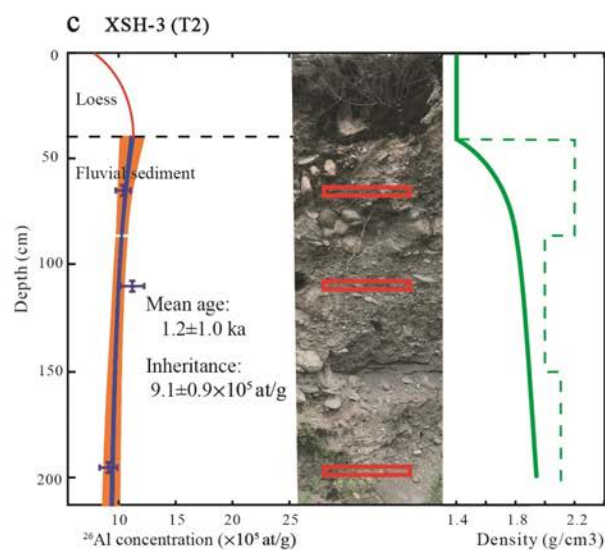 C XSH-3 (T2)
0
50
100
150
200
Depth (cm)
Loess
Fluvial sediment
Mean age:
1.2±1.0 ka
Inheritance:
9.1±0.9×10⁵ at/g
10 15 20 25
²⁶Al concentration (×10⁵ at/g)
1.4 1.8 2.2
Density (g/cm3)